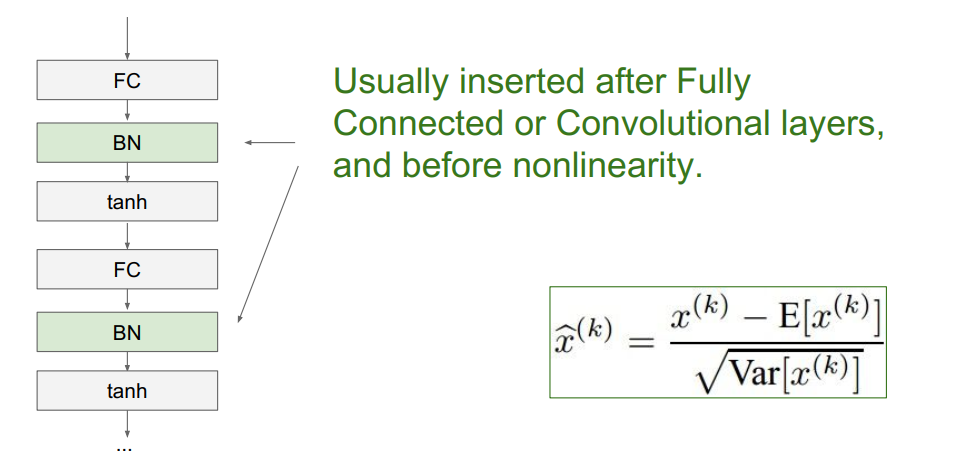 FC
BN
tanh
FC
BN
tanh
...
Usually inserted after Fully
Connected or Convolutional layers,
and before nonlinearity.
x̂^(k) = (x^(k) − E[x^(k)]) / √Var[x^(k)]